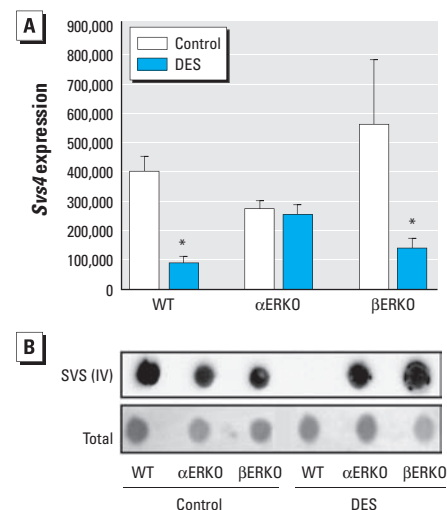 A
900,000
800,000
700,000
600,000
500,000
400,000
300,000
200,000
100,000
0
Svs4 expression
Control
DES
*
*
WT
αERKO
βERKO
B
SVS (IV)
Total
WT αERKO βERKO WT αERKO βERKO
Control DES